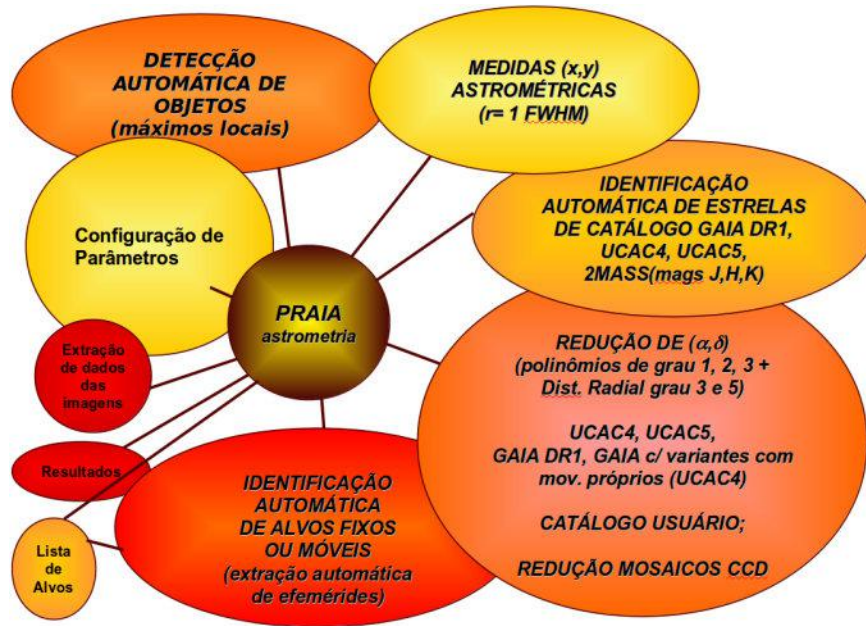 DETECÇÃO
AUTOMÁTICA DE
OBJETOS
(máximos locais)
MEDIDAS (x,y)
ASTROMÉTRICAS
(r= 1 FWHM)
IDENTIFICAÇÃO
AUTOMÁTICA DE ESTRELAS
DE CATÁLOGO GAIA DR1,
UCAC4, UCAC5,
2MASS(mags J,H,K)
Configuração de
Parâmetros
PRAIA
astrometria
Extração
de dados
das
imagens
REDUÇÃO DE (α,δ)
(polinômios de grau 1, 2, 3 +
Dist. Radial grau 3 e 5)
UCAC4, UCAC5,
GAIA DR1, GAIA c/ variantes com
mov. próprios (UCAC4)
CATÁLOGO USUÁRIO;
REDUÇÃO MOSAICOS CCD
Resultados
IDENTIFICAÇÃO
AUTOMÁTICA
DE ALVOS FIXOS
OU MÓVEIS
(extração automática
de efemérides)
Lista
de
Alvos